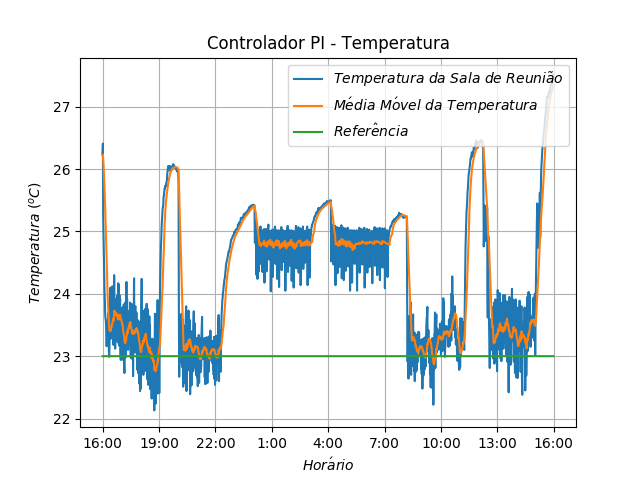 Controlador PI - Temperatura
Temperatura da Sala de Reunião
Média Móvel da Temperatura
Referência
27
26
25
24
23
22
Temperatura (°C)
16:00 19:00 22:00 1:00 4:00 7:00 10:00 13:00 16:00
Horário